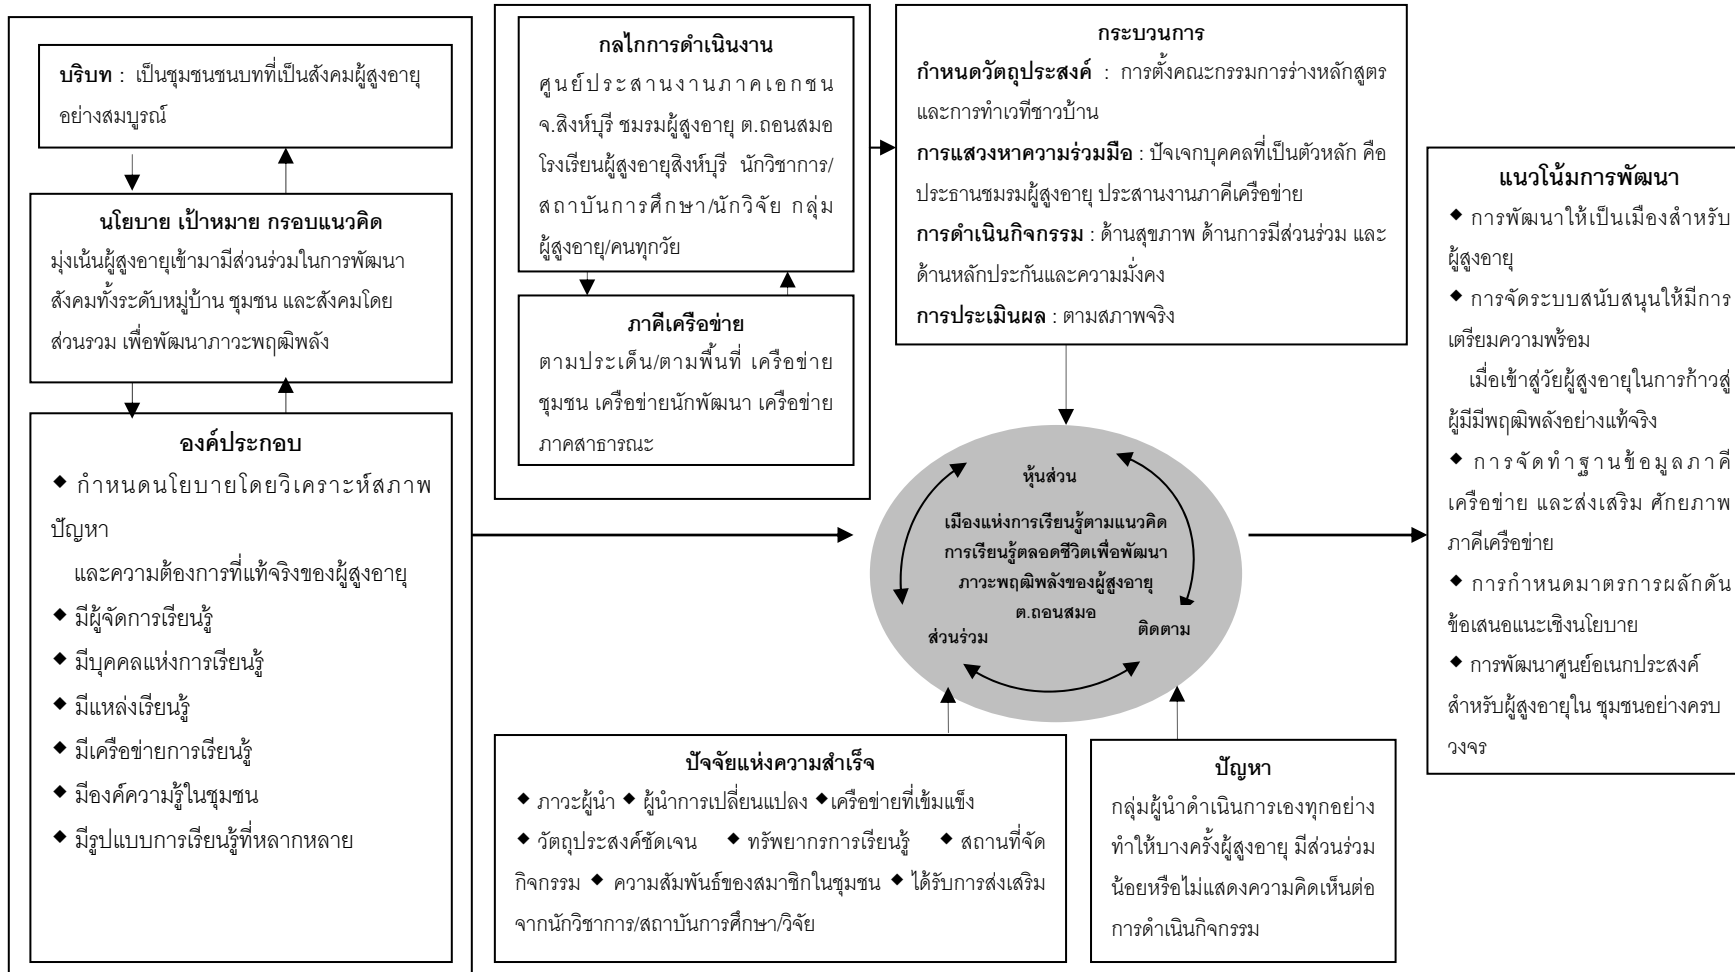 บริบท : เป็นชุมชนชนบทที่เป็นสังคมผู้สูงอายุ
อย่างสมบูรณ์
นโยบาย เป้าหมาย กรอบแนวคิด
มุ่งเน้นผู้สูงอายุเข้ามามีส่วนร่วมในการพัฒนา
สังคมทั้งระดับหมู่บ้าน ชุมชน และสังคมโดย
ส่วนรวม เพื่อพัฒนาภาวะพฤฒิพลัง
องค์ประกอบ
◆ กำหนดนโยบายโดยวิเคราะห์สภาพ
ปัญหา
และความต้องการที่แท้จริงของผู้สูงอายุ
◆ มีผู้จัดการเรียนรู้
◆ มีบุคคลแห่งการเรียนรู้
◆ มีแหล่งเรียนรู้
◆ มีเครือข่ายการเรียนรู้
◆ มีองค์ความรู้ในชุมชน
◆ มีรูปแบบการเรียนรู้ที่หลากหลาย
กลไกการดำเนินงาน
ศูนย์ประสานงานภาคเอกชน
จ.สิงห์บุรี ชมรมผู้สูงอายุ ต.ถอนสมอ
โรงเรียนผู้สูงอายุสิงห์บุรี นักวิชาการ/
สถาบันการศึกษา/นักวิจัย กลุ่ม
ผู้สูงอายุ/คนทุกวัย
ภาคีเครือข่าย
ตามประเด็น/ตามพื้นที่ เครือข่าย
ชุมชน เครือข่ายนักพัฒนา เครือข่าย
ภาคสาธารณะ
กระบวนการ
กำหนดวัตถุประสงค์ : การตั้งคณะกรรมการร่างหลักสูตร
และการทำเวทีชาวบ้าน
การแสวงหาความร่วมมือ : ปัจเจกบุคคลที่เป็นตัวหลัก คือ
ประธานชมรมผู้สูงอายุ ประสานงานภาคีเครือข่าย
การดำเนินกิจกรรม : ด้านสุขภาพ ด้านการมีส่วนร่วม และ
ด้านหลักประกันและความมั่งคง
การประเมินผล : ตามสภาพจริง
หุ้นส่วน
เมืองแห่งการเรียนรู้ตามแนวคิด
การเรียนรู้ตลอดชีวิตเพื่อพัฒนา
ภาวะพฤฒิพลังของผู้สูงอายุ
ต.ถอนสมอ
ส่วนร่วม
ติดตาม
ปัจจัยแห่งความสำเร็จ
◆ ภาวะผู้นำ ◆ ผู้นำการเปลี่ยนแปลง ◆เครือข่ายที่เข้มแข็ง
◆ วัตถุประสงค์ชัดเจน ◆ ทรัพยากรการเรียนรู้ ◆ สถานที่จัด
กิจกรรม ◆ ความสัมพันธ์ของสมาชิกในชุมชน ◆ ได้รับการส่งเสริม
จากนักวิชาการ/สถาบันการศึกษา/วิจัย
ปัญหา
กลุ่มผู้นำดำเนินการเองทุกอย่าง
ทำให้บางครั้งผู้สูงอายุ มีส่วนร่วม
น้อยหรือไม่แสดงความคิดเห็นต่อ
การดำเนินกิจกรรม
แนวโน้มการพัฒนา
◆ การพัฒนาให้เป็นเมืองสำหรับ
ผู้สูงอายุ
◆ การจัดระบบสนับสนุนให้มีการ
เตรียมความพร้อม
เมื่อเข้าสู่วัยผู้สูงอายุในการก้าวสู่
ผู้มีมีพฤฒิพลังอย่างแท้จริง
◆ การจัดทำฐานข้อมูลภาคี
เครือข่าย และส่งเสริม ศักยภาพ
ภาคีเครือข่าย
◆ การกำหนดมาตรการผลักดัน
ข้อเสนอแนะเชิงนโยบาย
◆ การพัฒนาศูนย์อเนกประสงค์
สำหรับผู้สูงอายุใน ชุมชนอย่างครบ
วงจร